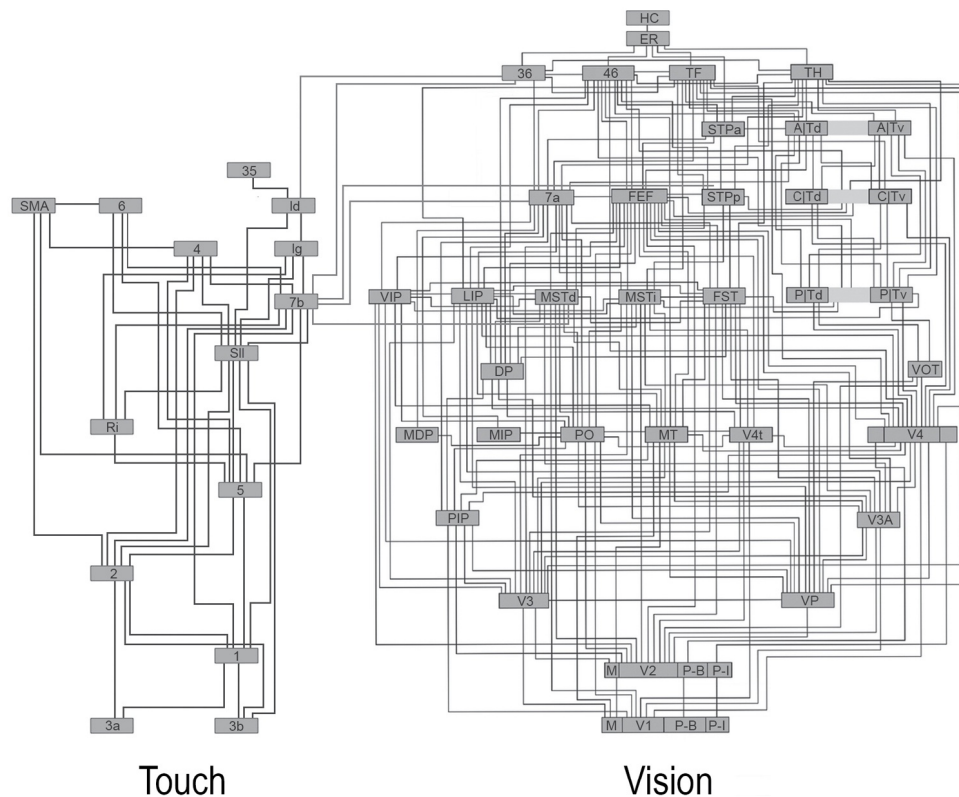 HC
ER
36 46 TF TH
STPa A|Td A|Tv
35
SMA 6 Id 7a FEF STPp C|Td C|Tv
4 Ig
7b VIP LIP MSTd MSTi FST P|Td P|Tv
SII DP VOT
Ri MDP MIP PO MT V4t V4
5 PIP V3A
2 V3 VP
1 M V2 P-B P-I
3a 3b M V1 P-B P-I
Touch Vision